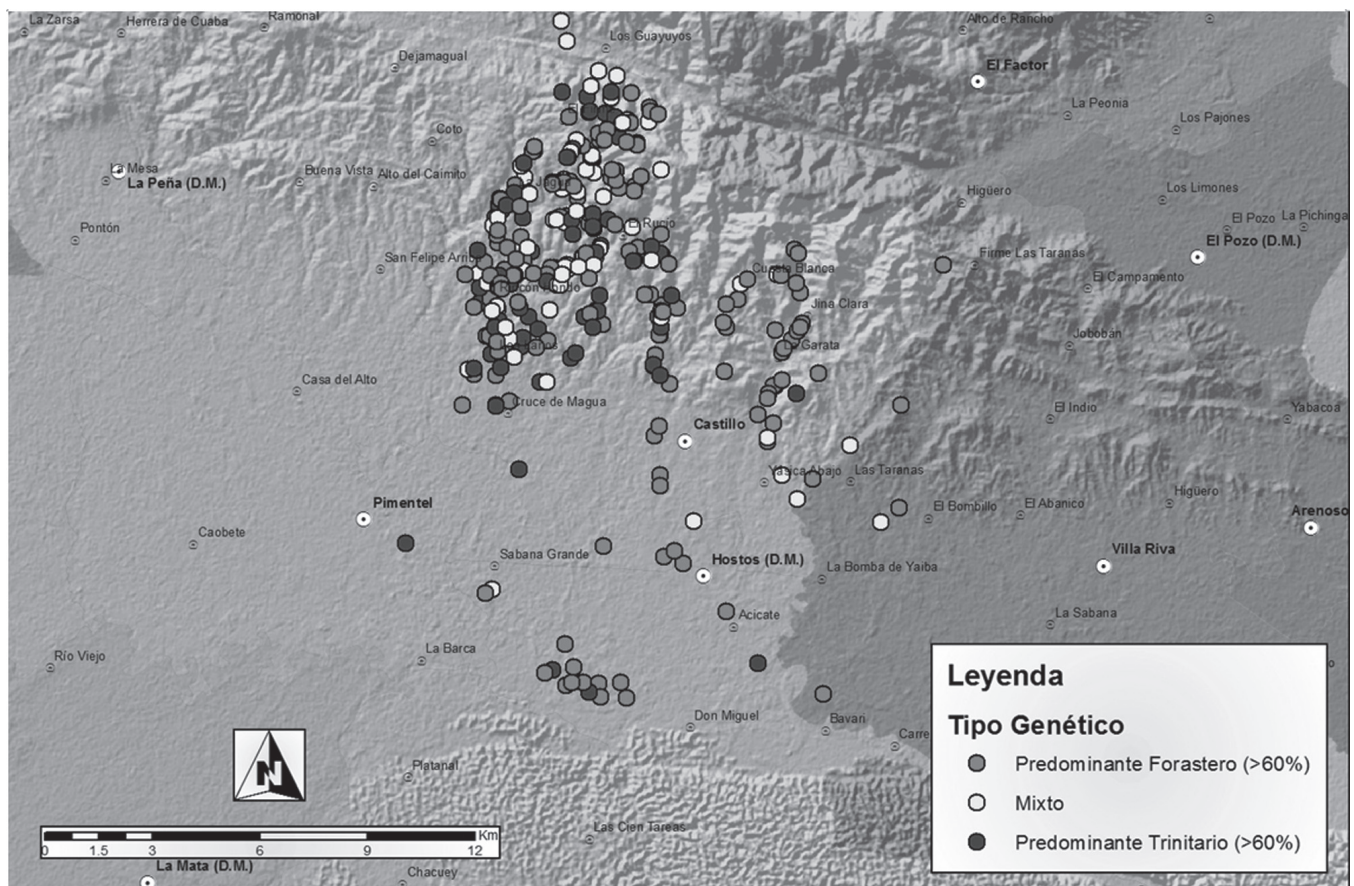 La Zarsa
Herrera de Cuaba
Ramonal
Alto de Rancho
Los Guayuyos
Dejamagual
El Factor
La Peonia
Los Pajones
Coto
La Mesa
La Peña (D.M.)
Buena Vista
Alto del Caimito
Higüero
Los Limones
El Pozo
La Pichinga
Pontón
El Rucio
El Pozo (D.M.)
San Felipe Arriba
Firme Las Taranas
Cuesta Blanca
El Campamento
Rincón Hondo
Jina Clara
Jobobán
La Garata
Casa del Alto
Cruce de Magua
El Indio
Yabacoa
Castillo
Yásica Abajo
Las Taranas
Pimentel
El Bombillo
El Abanico
Higüero
Arenoso
Caobete
Sabana Grande
Hostos (D.M.)
La Bomba de Yaiba
Villa Riva
Acicate
La Sabana
Río Viejo
La Barca
Don Miguel
Bavari
Carre
Platanal
Las Cien Tareas
Chacuey
La Mata (D.M.)
N
Km
0 1.5 3 6 9 12
Leyenda
Tipo Genético
Predominante Forastero (>60%)
Mixto
Predominante Trinitario (>60%)